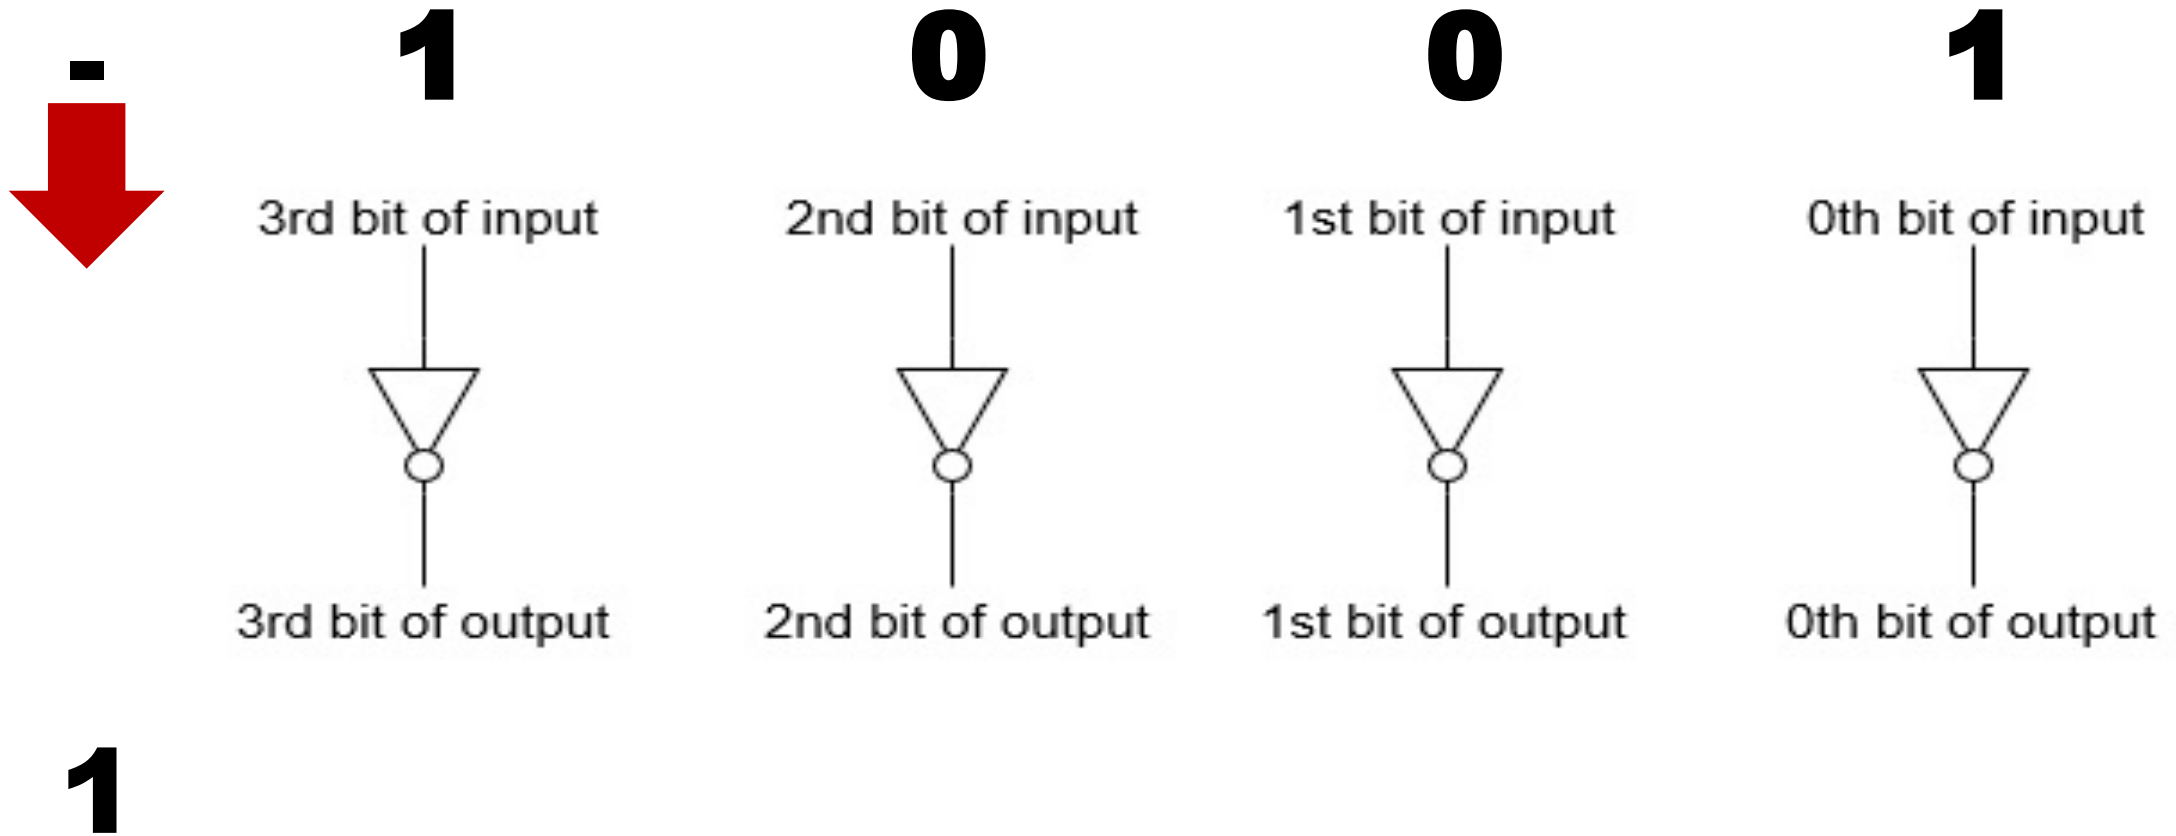 - 1 0 0 1
3rd bit of input 2nd bit of input 1st bit of input 0th bit of input
3rd bit of output 2nd bit of output 1st bit of output 0th bit of output
1